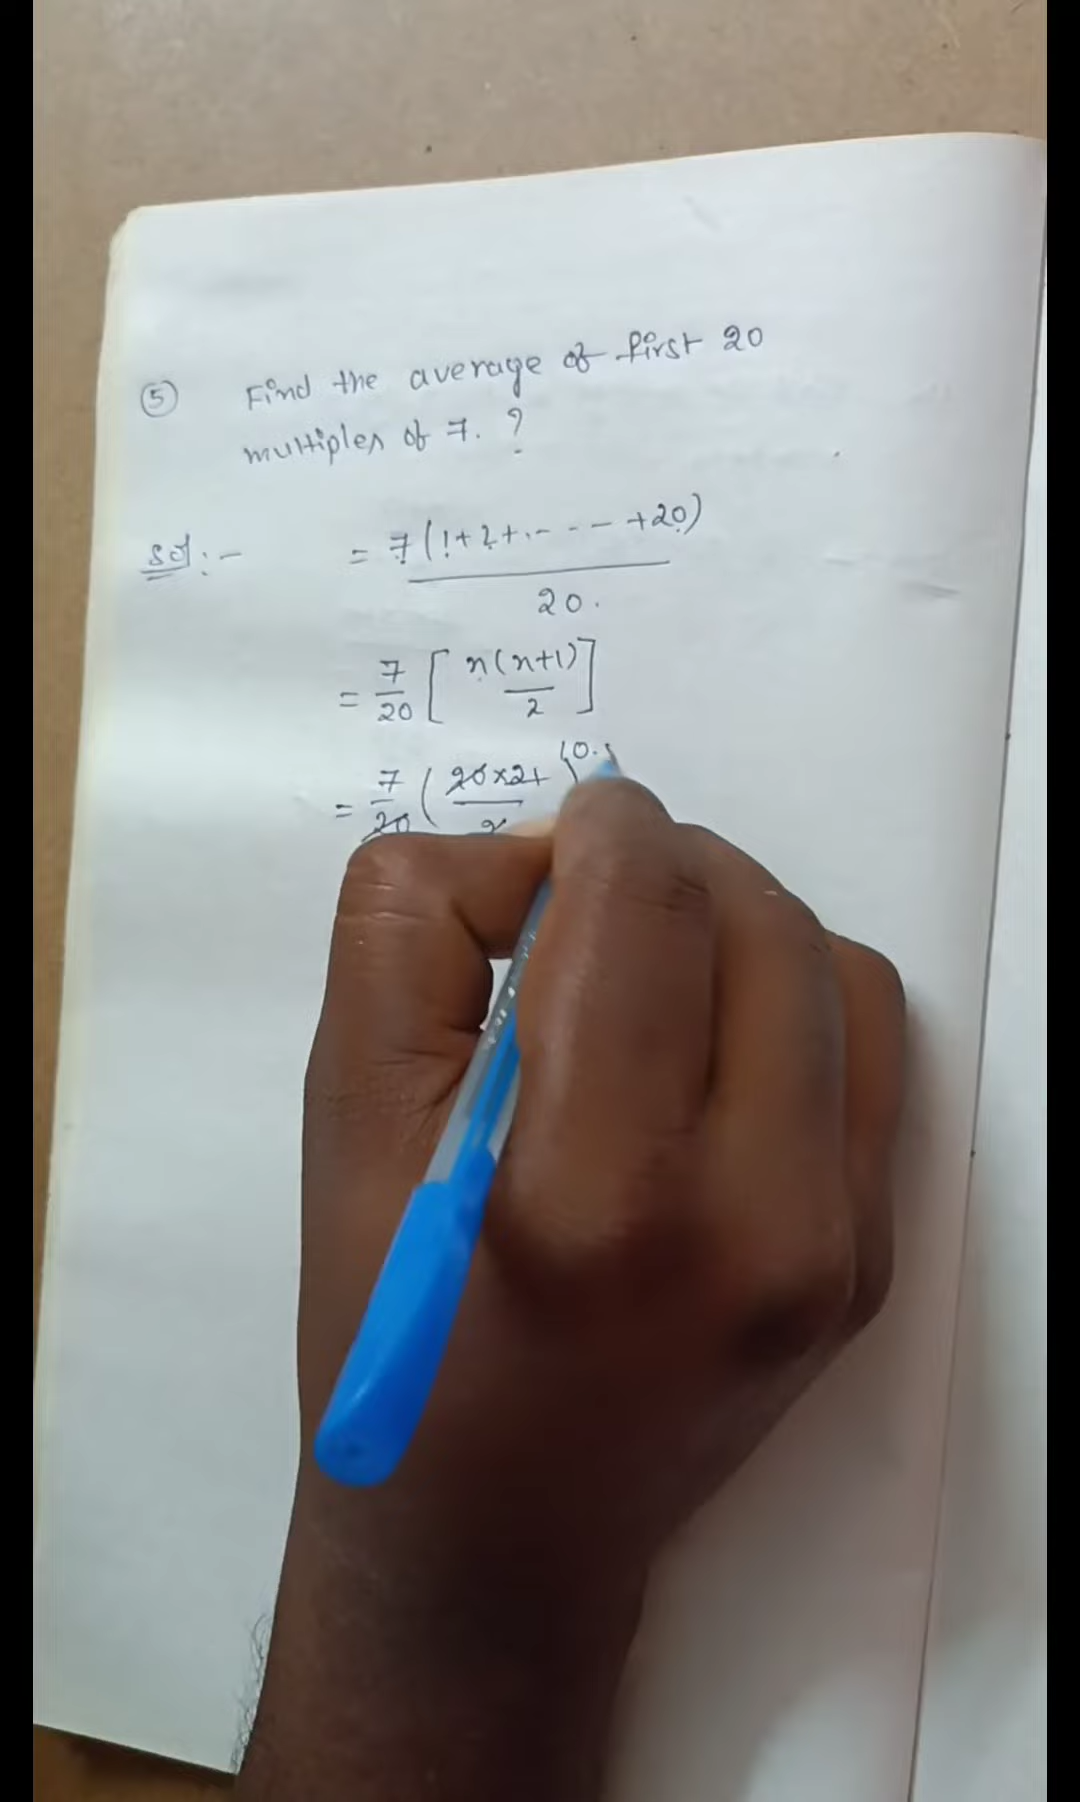 ⑤ Find the average of first 20
multiples of 7. ?
Sol:- = 7(1+2+.---+20)
20.
= 7/20 [n(n+1)/2]
= 7/20 (20×21/2) 10.